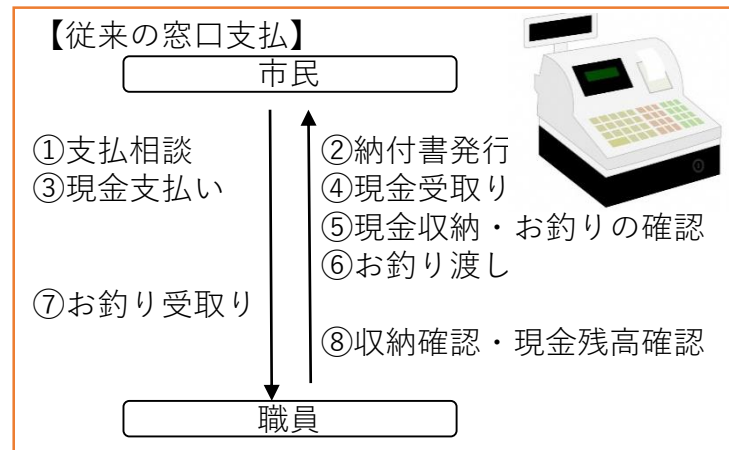 【従来の窓口支払】
市民
①支払相談
②納付書発行
③現金支払い
④現金受取り
⑤現金収納・お釣りの確認
⑥お釣り渡し
⑦お釣り受取り
⑧収納確認・現金残高確認
職員